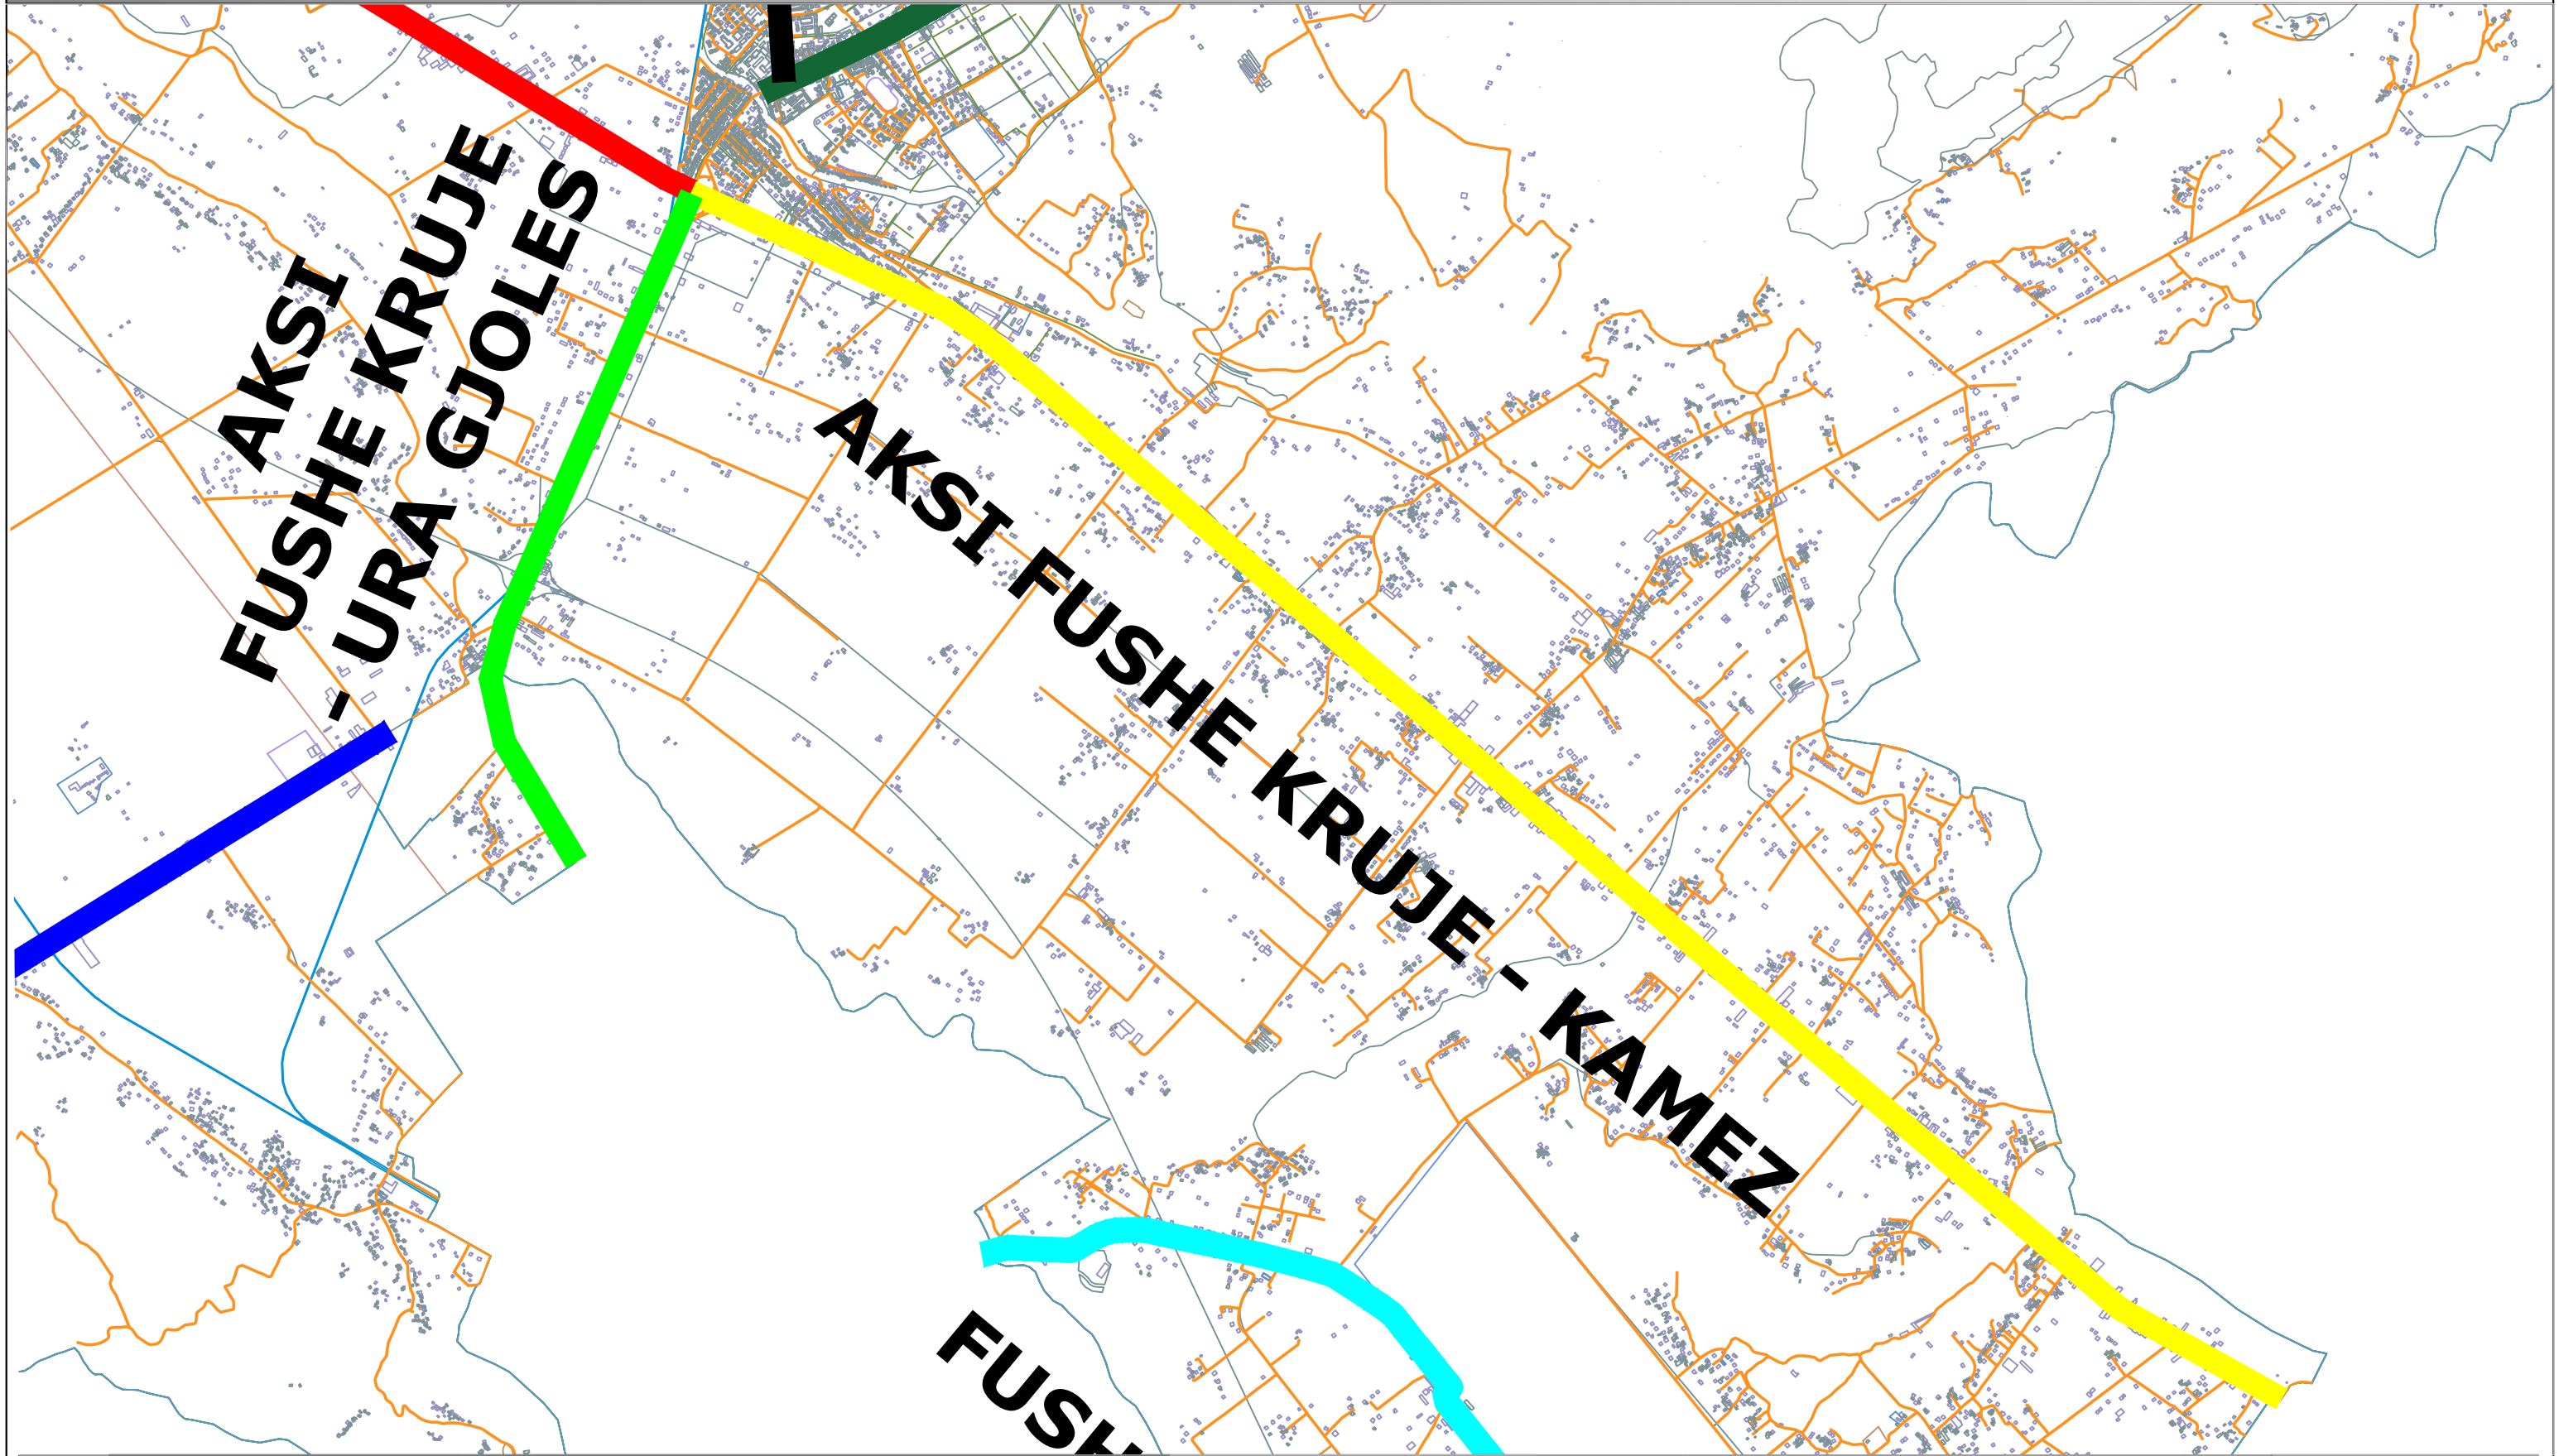 AKSI
FUSHE KRUJE
- URA GJOLES
AKSI FUSHE KRUJE - KAMEZ
FUSH